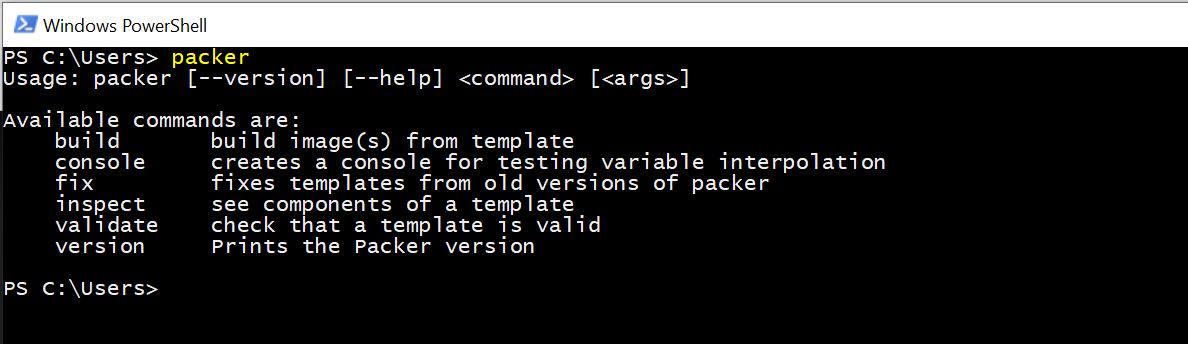 Windows PowerShell
PS C:\Users> packer
Usage: packer [--version] [--help] <command> [<args>]
Available commands are:
build build image(s) from template
console creates a console for testing variable interpolation
fix fixes templates from old versions of packer
inspect see components of a template
validate check that a template is valid
version Prints the Packer version
PS C:\Users>